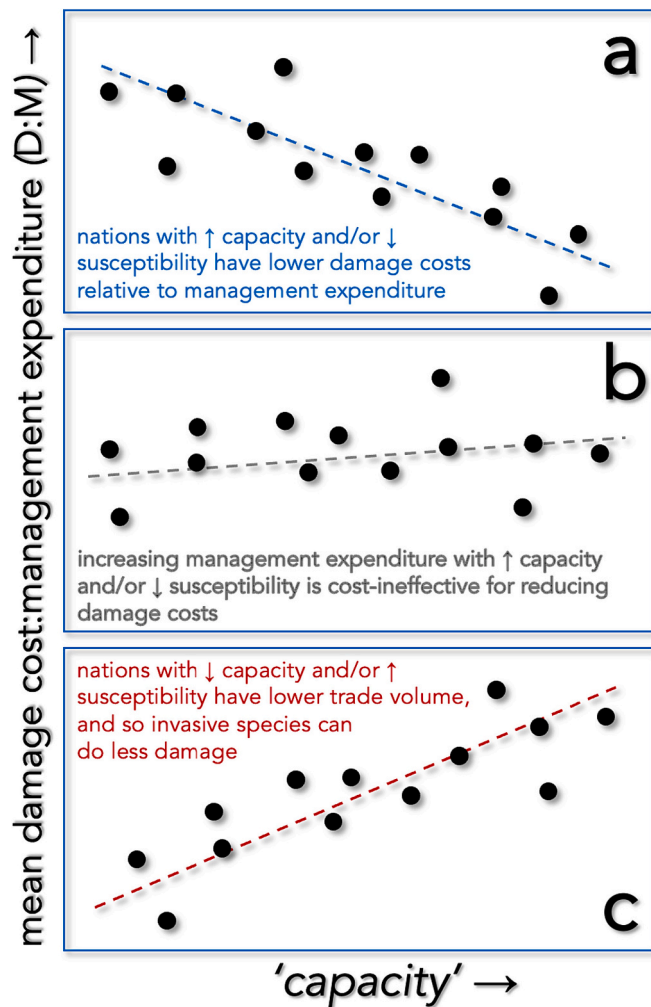 mean damage cost:management expenditure (D:M) →
a
nations with ↑ capacity and/or ↓
susceptibility have lower damage costs
relative to management expenditure
b
increasing management expenditure with ↑ capacity
and/or ↓ susceptibility is cost-ineffective for reducing
damage costs
nations with ↓ capacity and/or ↑
susceptibility have lower trade volume,
and so invasive species can
do less damage
c
'capacity' →